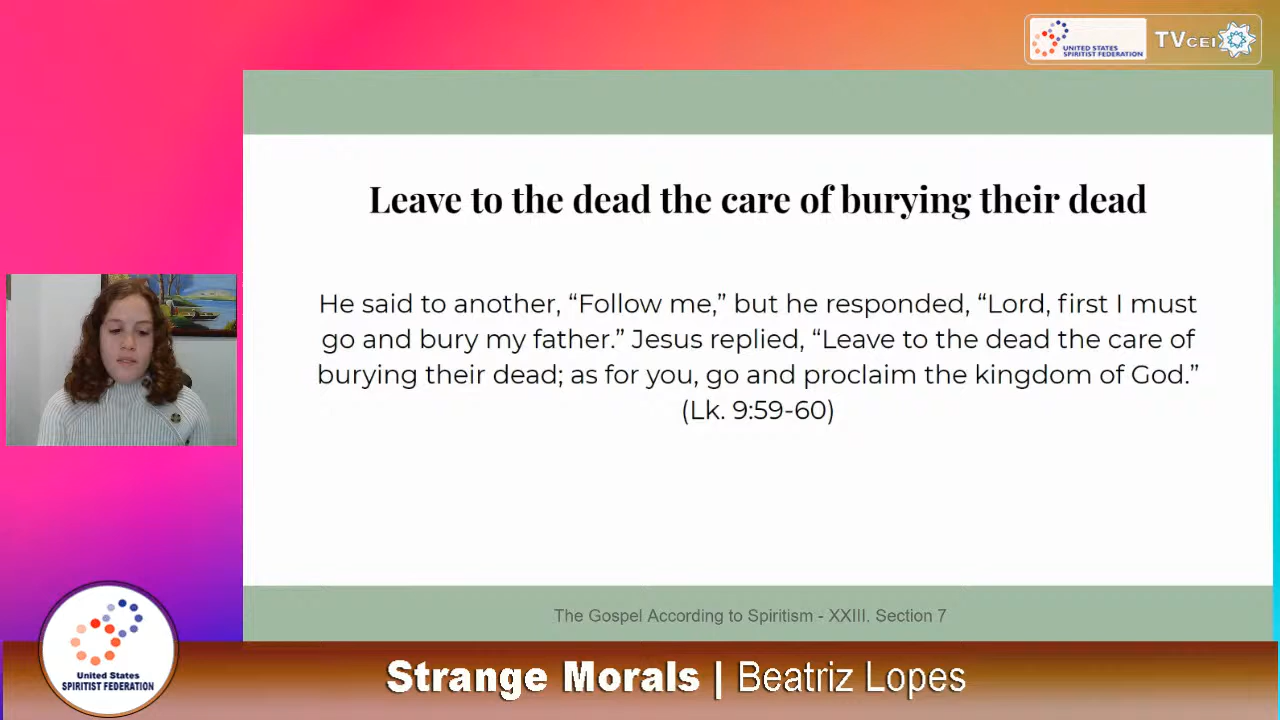 UNITED STATES
SPIRITIST FEDERATION
TVCEI
Leave to the dead the care of burying their dead
He said to another, “Follow me,” but he responded, “Lord, first I must
go and bury my father.” Jesus replied, “Leave to the dead the care of
burying their dead; as for you, go and proclaim the kingdom of God.”
(Lk. 9:59-60)
The Gospel According to Spiritism - XXIII. Section 7
United States
SPIRITIST FEDERATION
Strange Morals | Beatriz Lopes